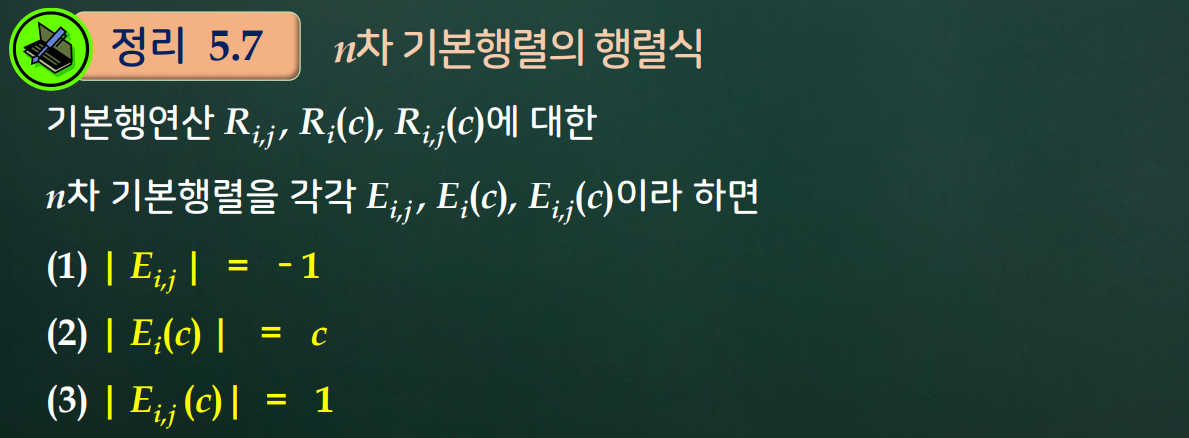 정리 5.7 n차 기본행렬의 행렬식
기본행연산 R_{i,j}, R_i(c), R_{i,j}(c)에 대한
n차 기본행렬을 각각 E_{i,j}, E_i(c), E_{i,j}(c)이라 하면
(1) | E_{i,j} | = -1
(2) | E_i(c) | = c
(3) | E_{i,j} (c) | = 1